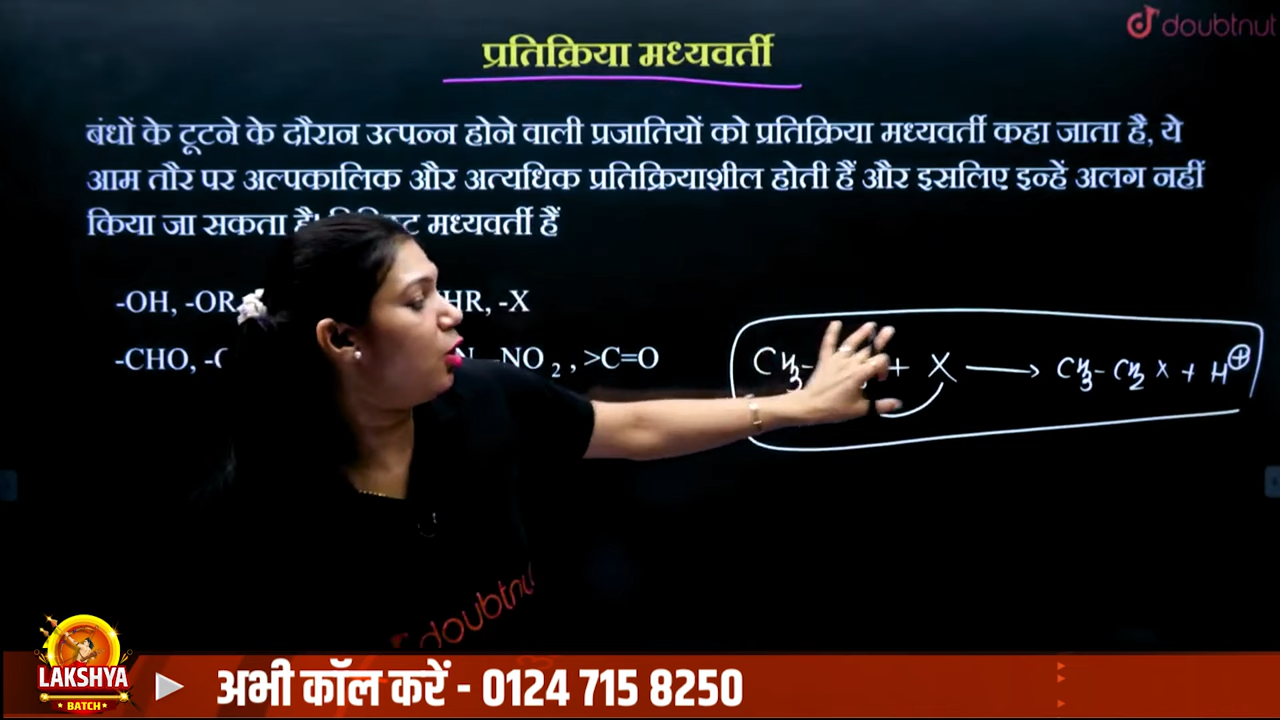 doubtnut
प्रतिक्रिया मध्यवर्ती
बंधों के टूटने के दौरान उत्पन्न होने वाली प्रजातियों को प्रतिक्रिया मध्यवर्ती कहा जाता है, ये
आम तौर पर अल्पकालिक और अत्यधिक प्रतिक्रियाशील होती हैं और इसलिए इन्हें अलग नहीं
किया जा सकता है। मध्यवर्ती हैं
-OH, -OR, HR, -X
-CHO, -NO₂, >C=O
CH₃- + X ⟶ CH₃-CH₂X + H⊕
doubtnut
LAKSHYA
BATCH
अभी कॉल करें - 0124 715 8250